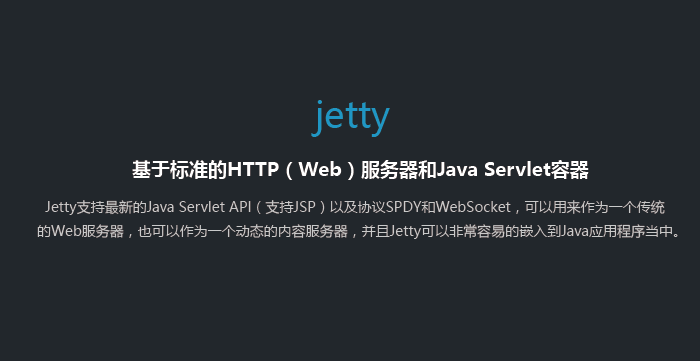 jetty
基于标准的HTTP（Web）服务器和Java Servlet容器
Jetty支持最新的Java Servlet API（支持JSP）以及协议SPDY和WebSocket，可以用来作为一个传统
的Web服务器，也可以作为一个动态的内容服务器，并且Jetty可以非常容易的嵌入到Java应用程序当中。